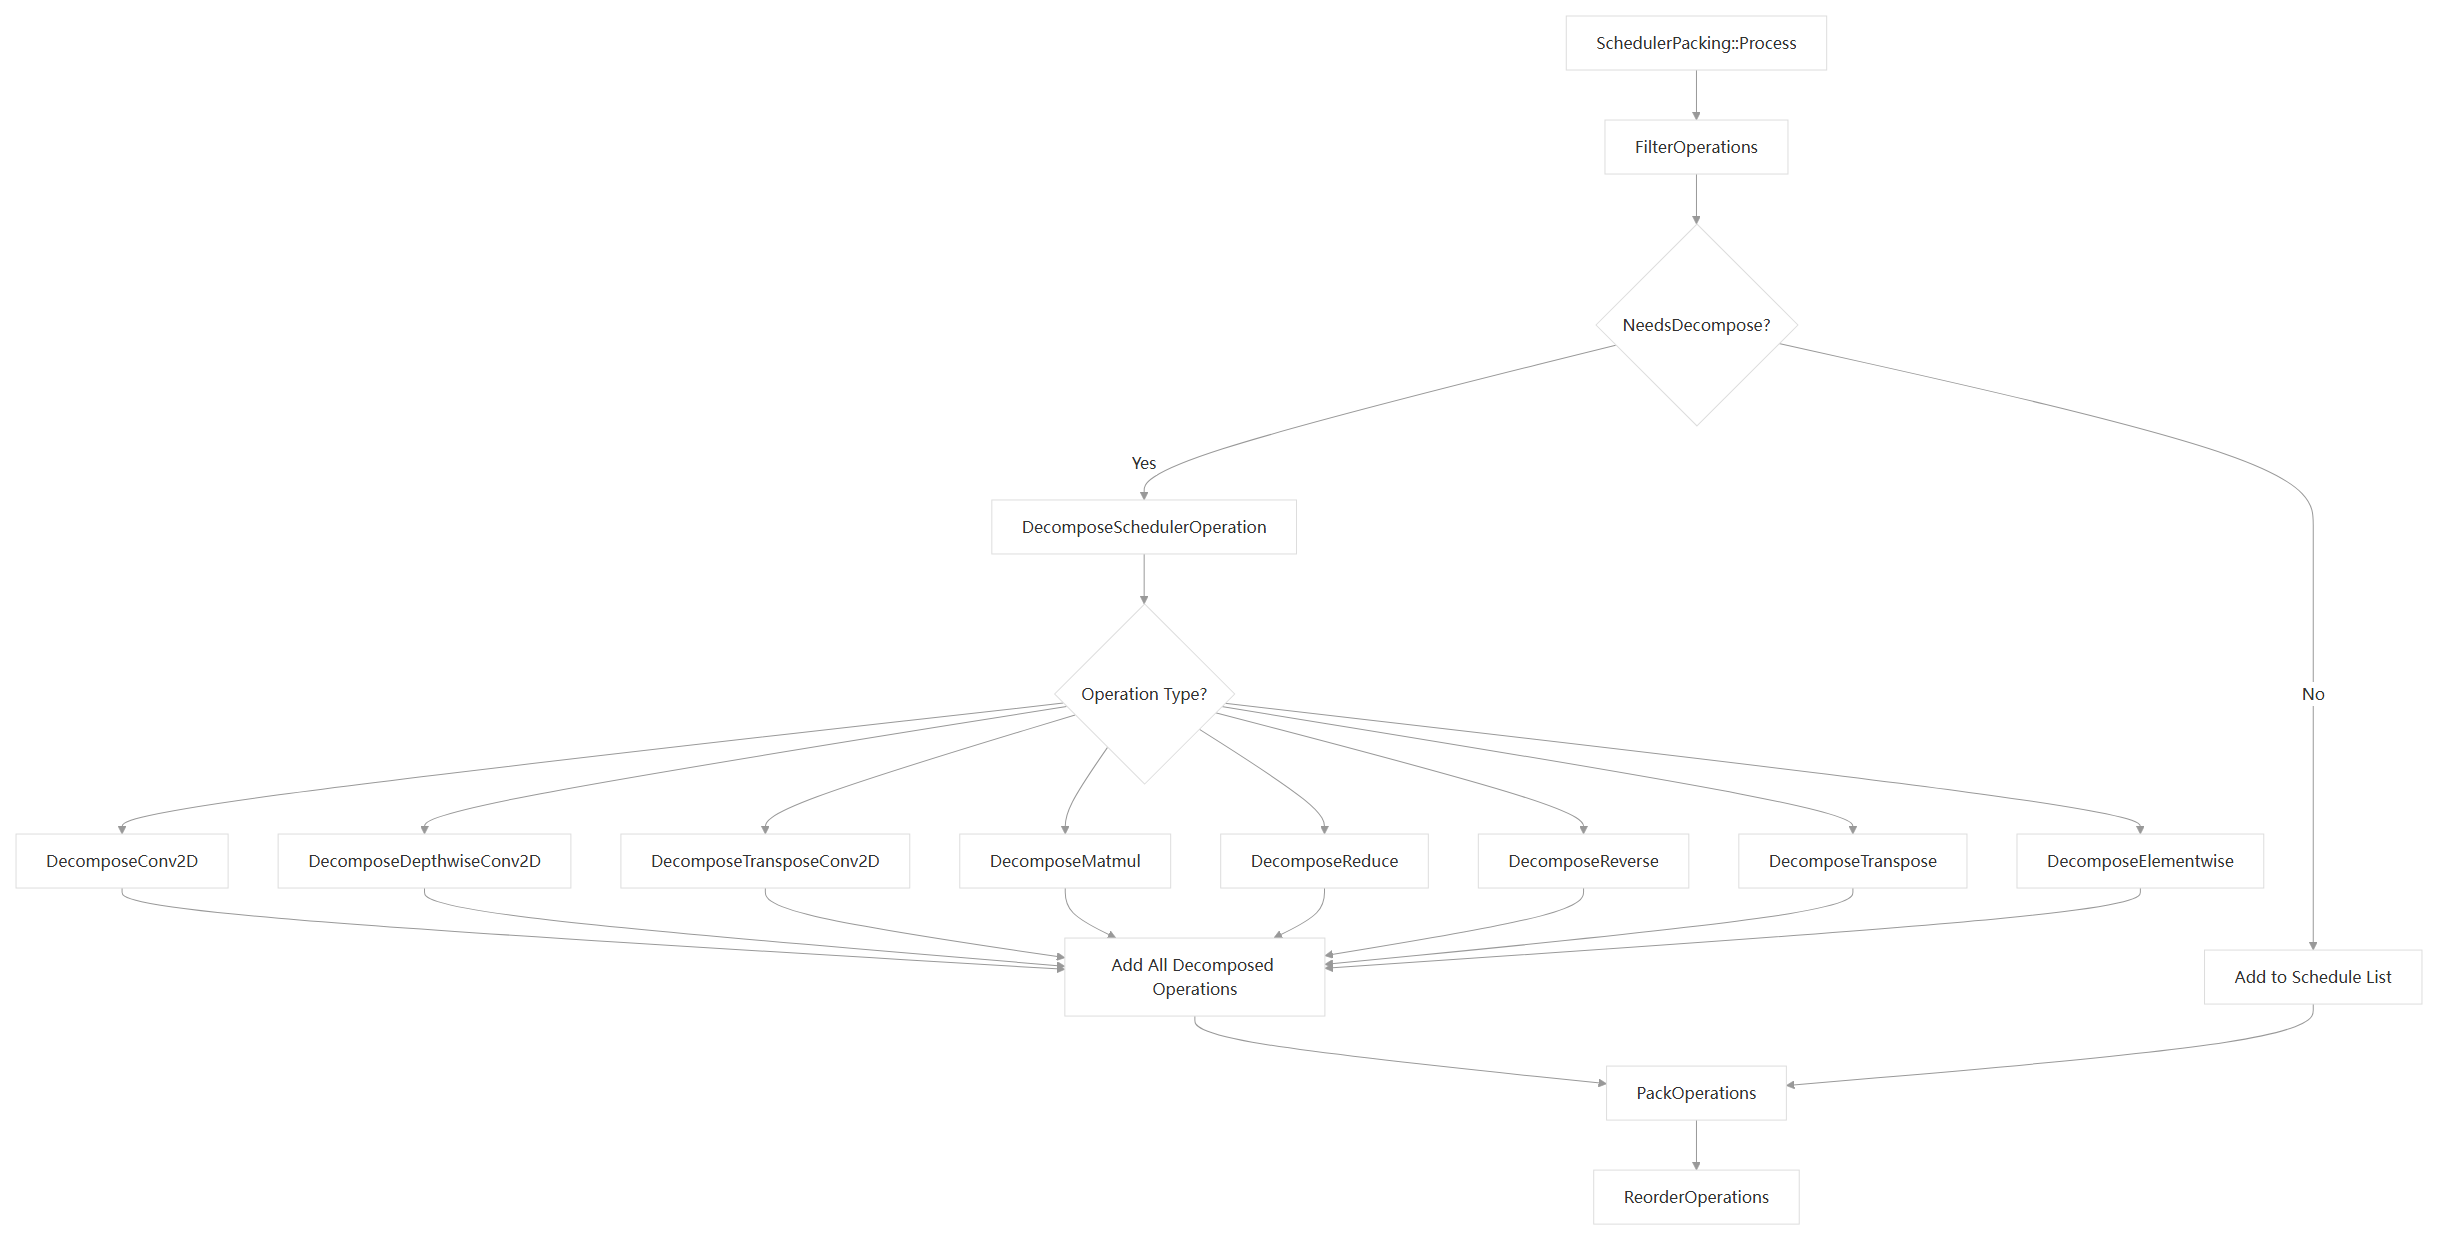 SchedulerPacking::Process
FilterOperations
NeedsDecompose?
Yes
DecomposeSchedulerOperation
Operation Type?
No
DecomposeConv2D
DecomposeDepthwiseConv2D
DecomposeTransposeConv2D
DecomposeMatmul
DecomposeReduce
DecomposeReverse
DecomposeTranspose
DecomposeElementwise
Add All Decomposed
Operations
Add to Schedule List
PackOperations
ReorderOperations